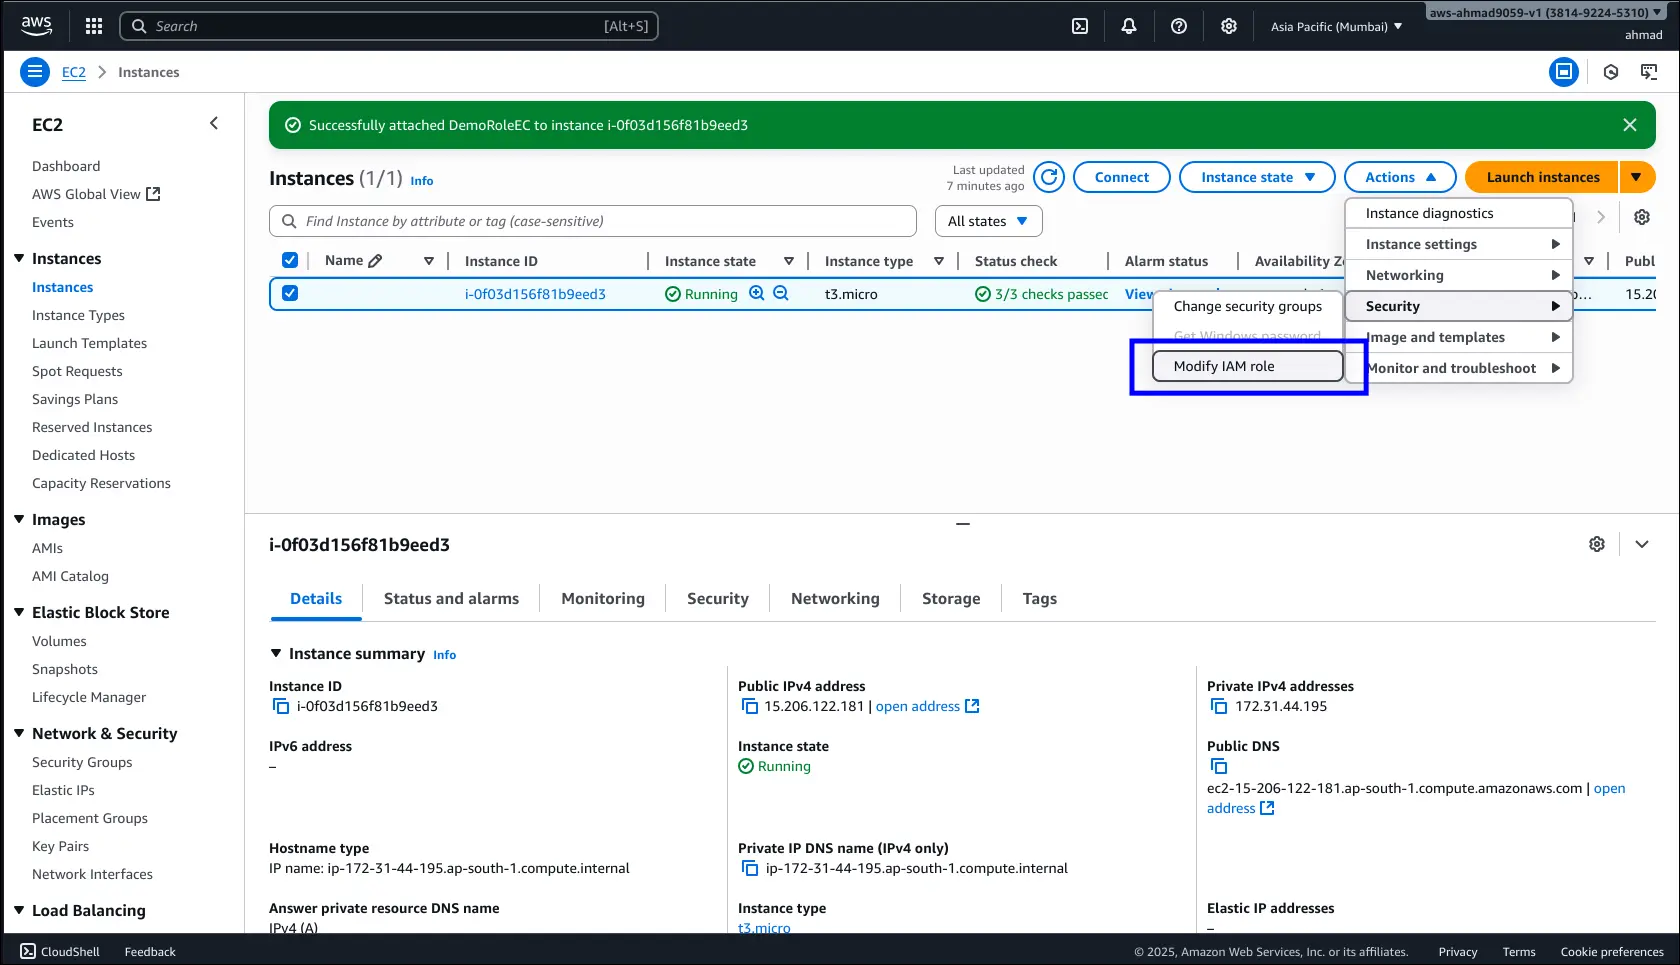 aws
Search [Alt+S]
Asia Pacific (Mumbai)
aws-ahmad9059-v1 (3814-9224-5310)
ahmad
EC2 Instances
EC2
Dashboard
AWS Global View
Events
Instances
Instances
Instance Types
Launch Templates
Spot Requests
Savings Plans
Reserved Instances
Dedicated Hosts
Capacity Reservations
Images
AMIs
AMI Catalog
Elastic Block Store
Volumes
Snapshots
Lifecycle Manager
Network & Security
Security Groups
Elastic IPs
Placement Groups
Key Pairs
Network Interfaces
Load Balancing
Successfully attached DemoRoleEC to instance i-0f03d156f81b9eed3
Instances (1/1) Info
Last updated
7 minutes ago
Connect
Instance state
Actions
Launch instances
Find Instance by attribute or tag (case-sensitive)
All states
Name Instance ID Instance state Instance type Status check Alarm status Availability Z Publ
i-0f03d156f81b9eed3 Running t3.micro 3/3 checks passec View 15.20
Instance diagnostics
Instance settings
Networking
Security
Image and templates
Monitor and troubleshoot
Change security groups
Get Windows password
Modify IAM role
i-0f03d156f81b9eed3
Details Status and alarms Monitoring Security Networking Storage Tags
Instance summary Info
Instance ID
i-0f03d156f81b9eed3
Public IPv4 address
15.206.122.181 | open address
Private IPv4 addresses
172.31.44.195
IPv6 address
–
Instance state
Running
Public DNS
ec2-15-206-122-181.ap-south-1.compute.amazonaws.com | open
address
Hostname type
IP name: ip-172-31-44-195.ap-south-1.compute.internal
Private IP DNS name (IPv4 only)
ip-172-31-44-195.ap-south-1.compute.internal
Answer private resource DNS name
IPv4 (A)
Instance type
t3.micro
Elastic IP addresses
–
CloudShell Feedback
© 2025, Amazon Web Services, Inc. or its affiliates. Privacy Terms Cookie preferences